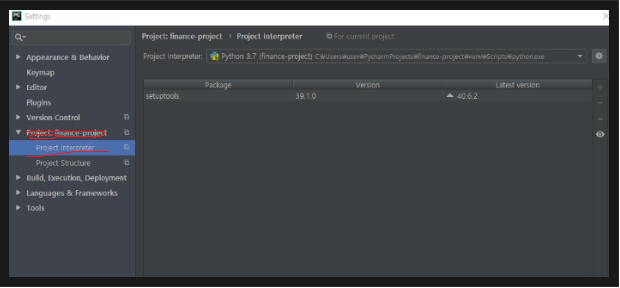 Settings
Project: finance-project › Project Interpreter For current project
Project Interpreter: Python 3.7 (finance-project) C:₩Users₩user₩PycharmProjects₩finance-project₩venv₩Scripts₩python.exe
Appearance & Behavior
Keymap
Editor
Plugins
Version Control
Project: finance-project
Project Interpreter
Project Structure
Build, Execution, Deployment
Languages & Frameworks
Tools
Package Version Latest version
setuptools 39.1.0 40.6.2